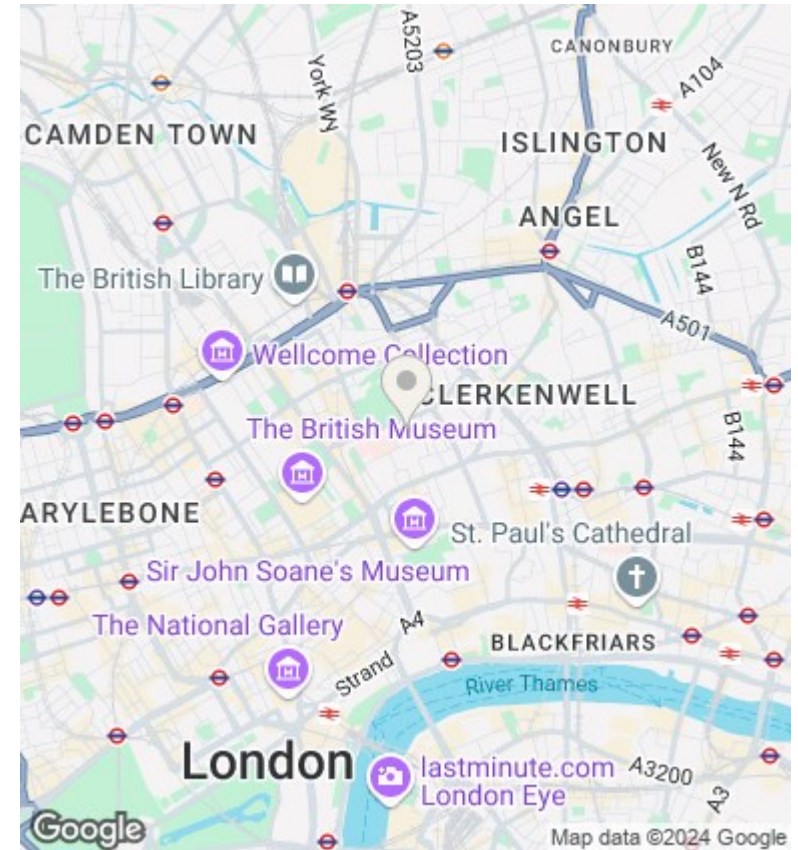 A5203
CANONBURY
York Wy
A104
CAMDEN TOWN
ISLINGTON
New N Rd
ANGEL
B144
The British Library
A501
Wellcome Collection
CLERKENWELL
The British Museum
B144
ARYLEBONE
St. Paul's Cathedral
Sir John Soane's Museum
The National Gallery
A4
BLACKFRIARS
Strand
River Thames
London
lastminute.com
London Eye
A3200
A3
Google
Map data ©2024 Google